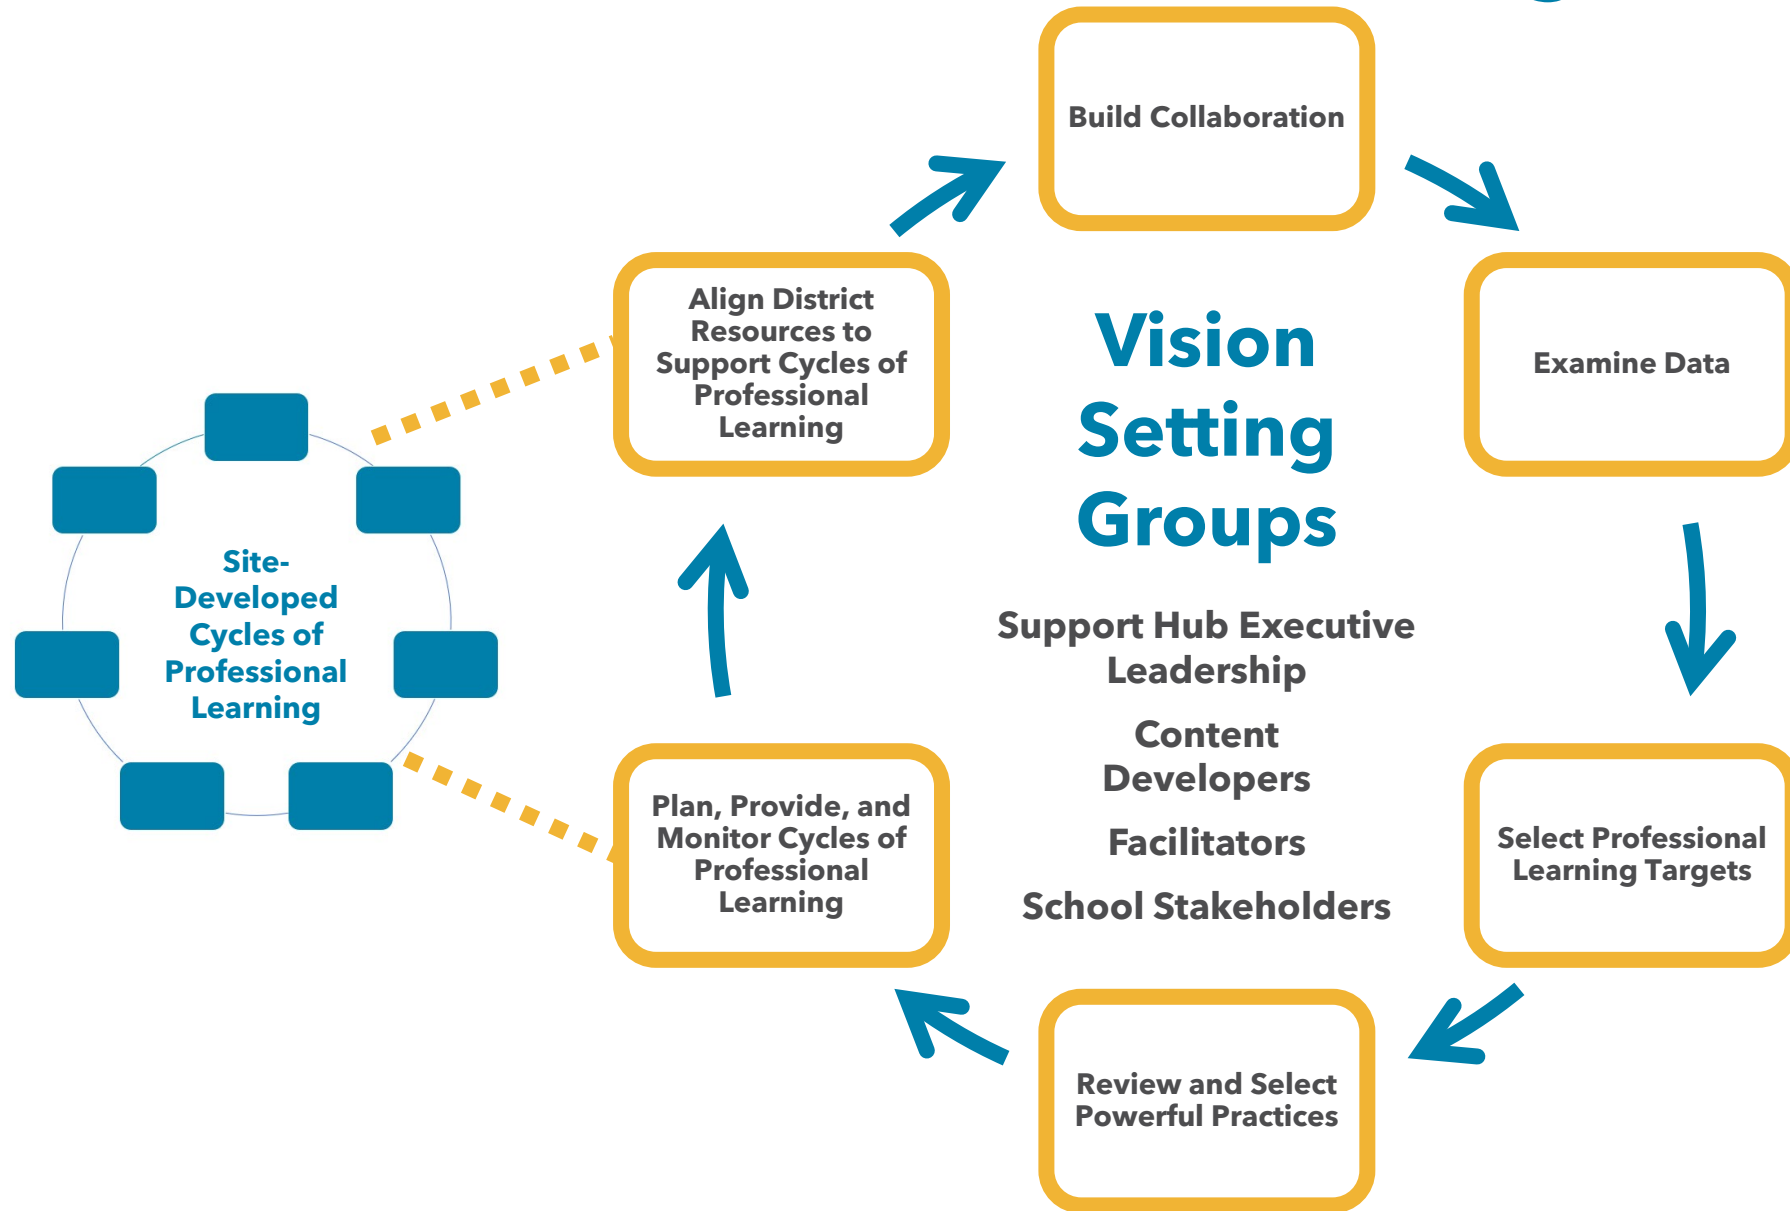 Build Collaboration
Examine Data
Select Professional
Learning Targets
Review and Select
Powerful Practices
Plan, Provide, and
Monitor Cycles of
Professional
Learning
Align District
Resources to
Support Cycles of
Professional
Learning
Vision
Setting
Groups
Support Hub Executive
Leadership
Content
Developers
Facilitators
School Stakeholders
Site-
Developed
Cycles of
Professional
Learning